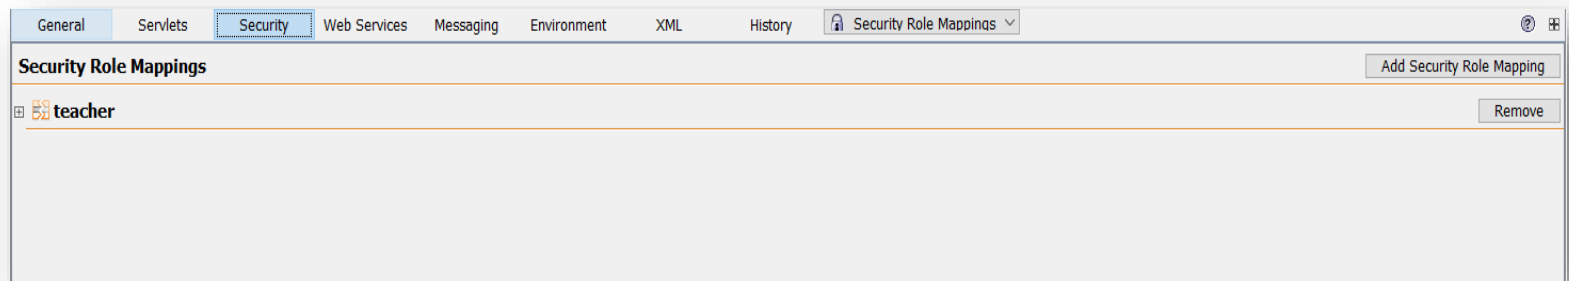 General Servlets Security Web Services Messaging Environment XML History Security Role Mappings
Security Role Mappings Add Security Role Mapping
teacher Remove